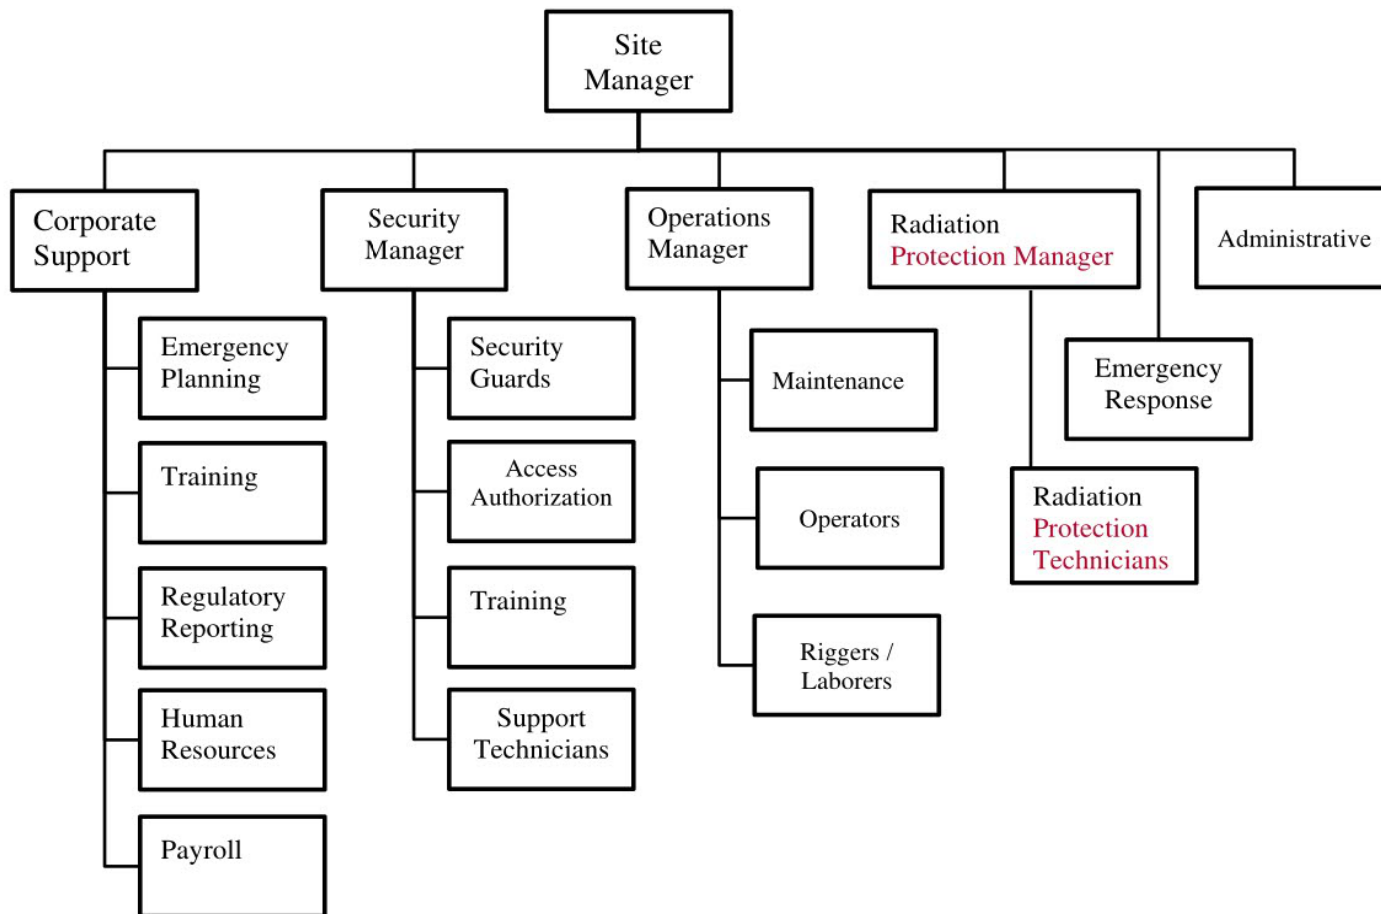 Site
Manager
Corporate
Support
Security
Manager
Operations
Manager
Radiation
Protection Manager
Administrative
Emergency
Planning
Training
Regulatory
Reporting
Human
Resources
Payroll
Security
Guards
Access
Authorization
Training
Support
Technicians
Maintenance
Operators
Riggers /
Laborers
Radiation
Protection
Technicians
Emergency
Response